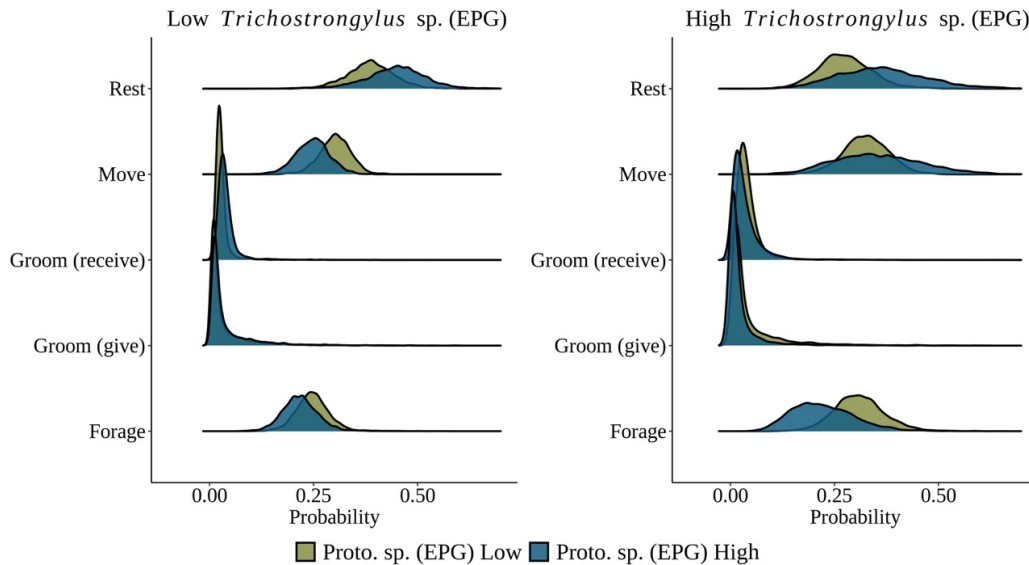 Low Trichostrongylus sp. (EPG)
Rest
Move
Groom (receive)
Groom (give)
Forage
0.00 0.25 0.50
Probability
High Trichostrongylus sp. (EPG)
Rest
Move
Groom (receive)
Groom (give)
Forage
0.00 0.25 0.50
Probability
Proto. sp. (EPG) Low Proto. sp. (EPG) High